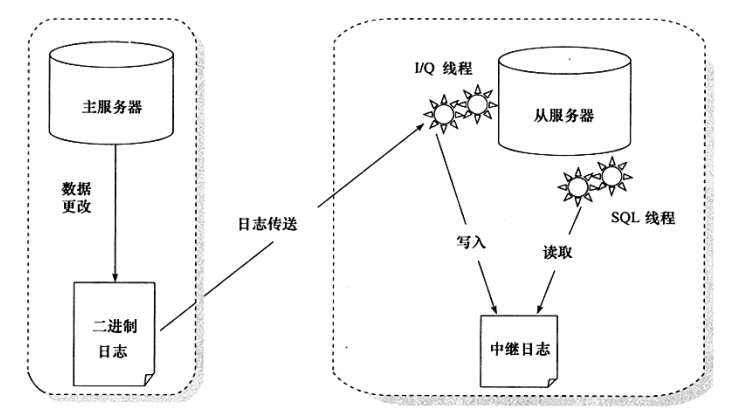 主服务器
数据
更改
二进制
日志
日志传送
I/Q 线程
从服务器
SQL 线程
写入
读取
中继日志